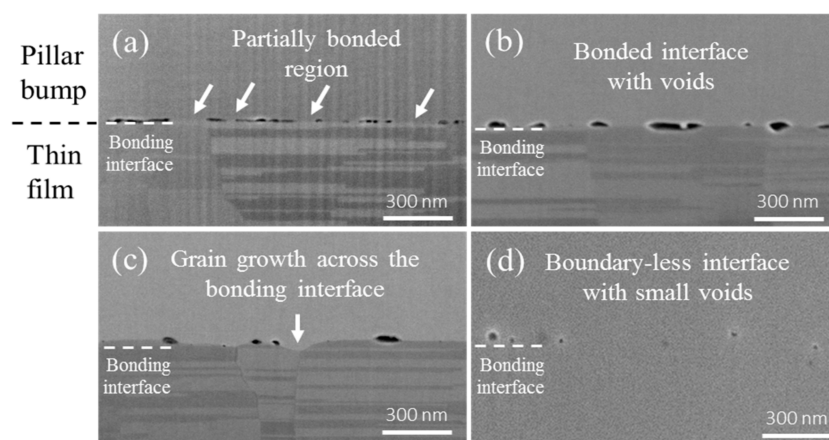 Pillar
bump
Thin
film
(a)
Partially bonded
region
Bonding
interface
300 nm
(b)
Bonded interface
with voids
Bonding
interface
300 nm
(c)
Grain growth across the
bonding interface
Bonding
interface
300 nm
(d)
Boundary-less interface
with small voids
Bonding
interface
300 nm